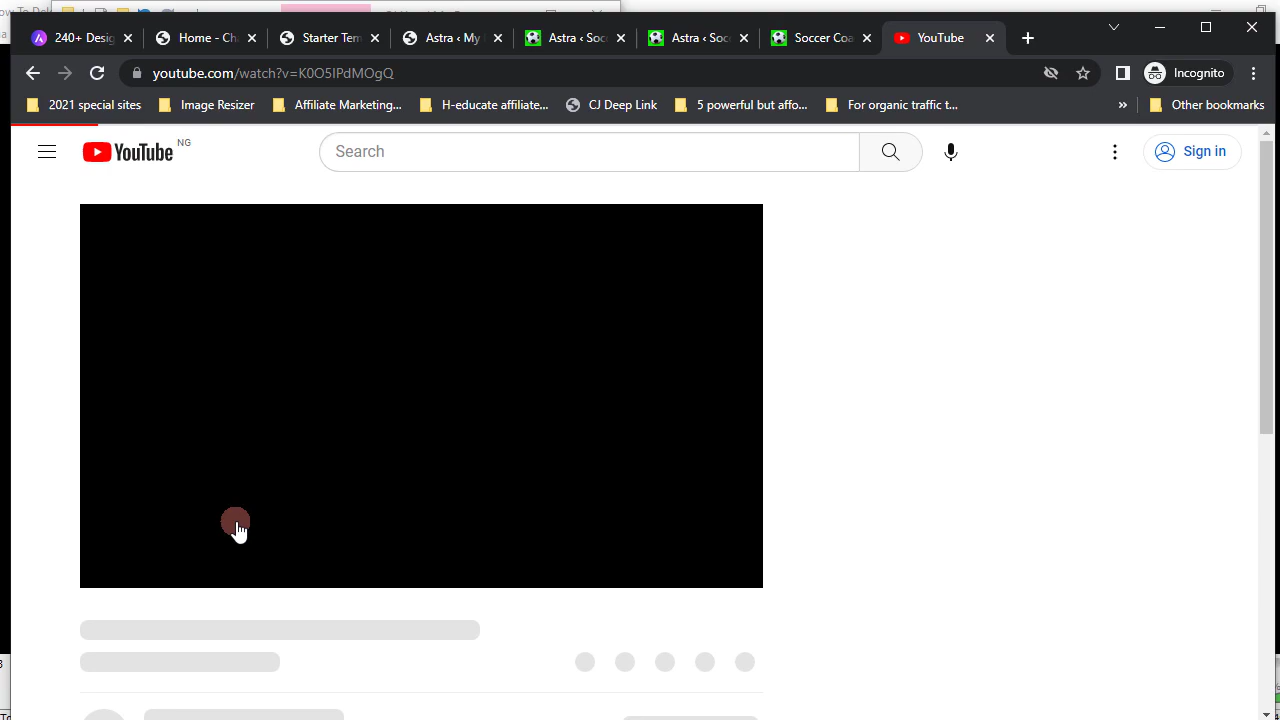 240+ Desig
Home - Ch
Starter Tem
Astra ‹ My
Astra ‹ Soc
Astra ‹ Soc
Soccer Coa
YouTube
youtube.com/watch?v=K0O5IPdMOgQ
Incognito
2021 special sites
Image Resizer
Affiliate Marketing...
H-educate affiliate...
CJ Deep Link
5 powerful but affo...
For organic traffic t...
»
Other bookmarks
YouTube NG
Search
Sign in